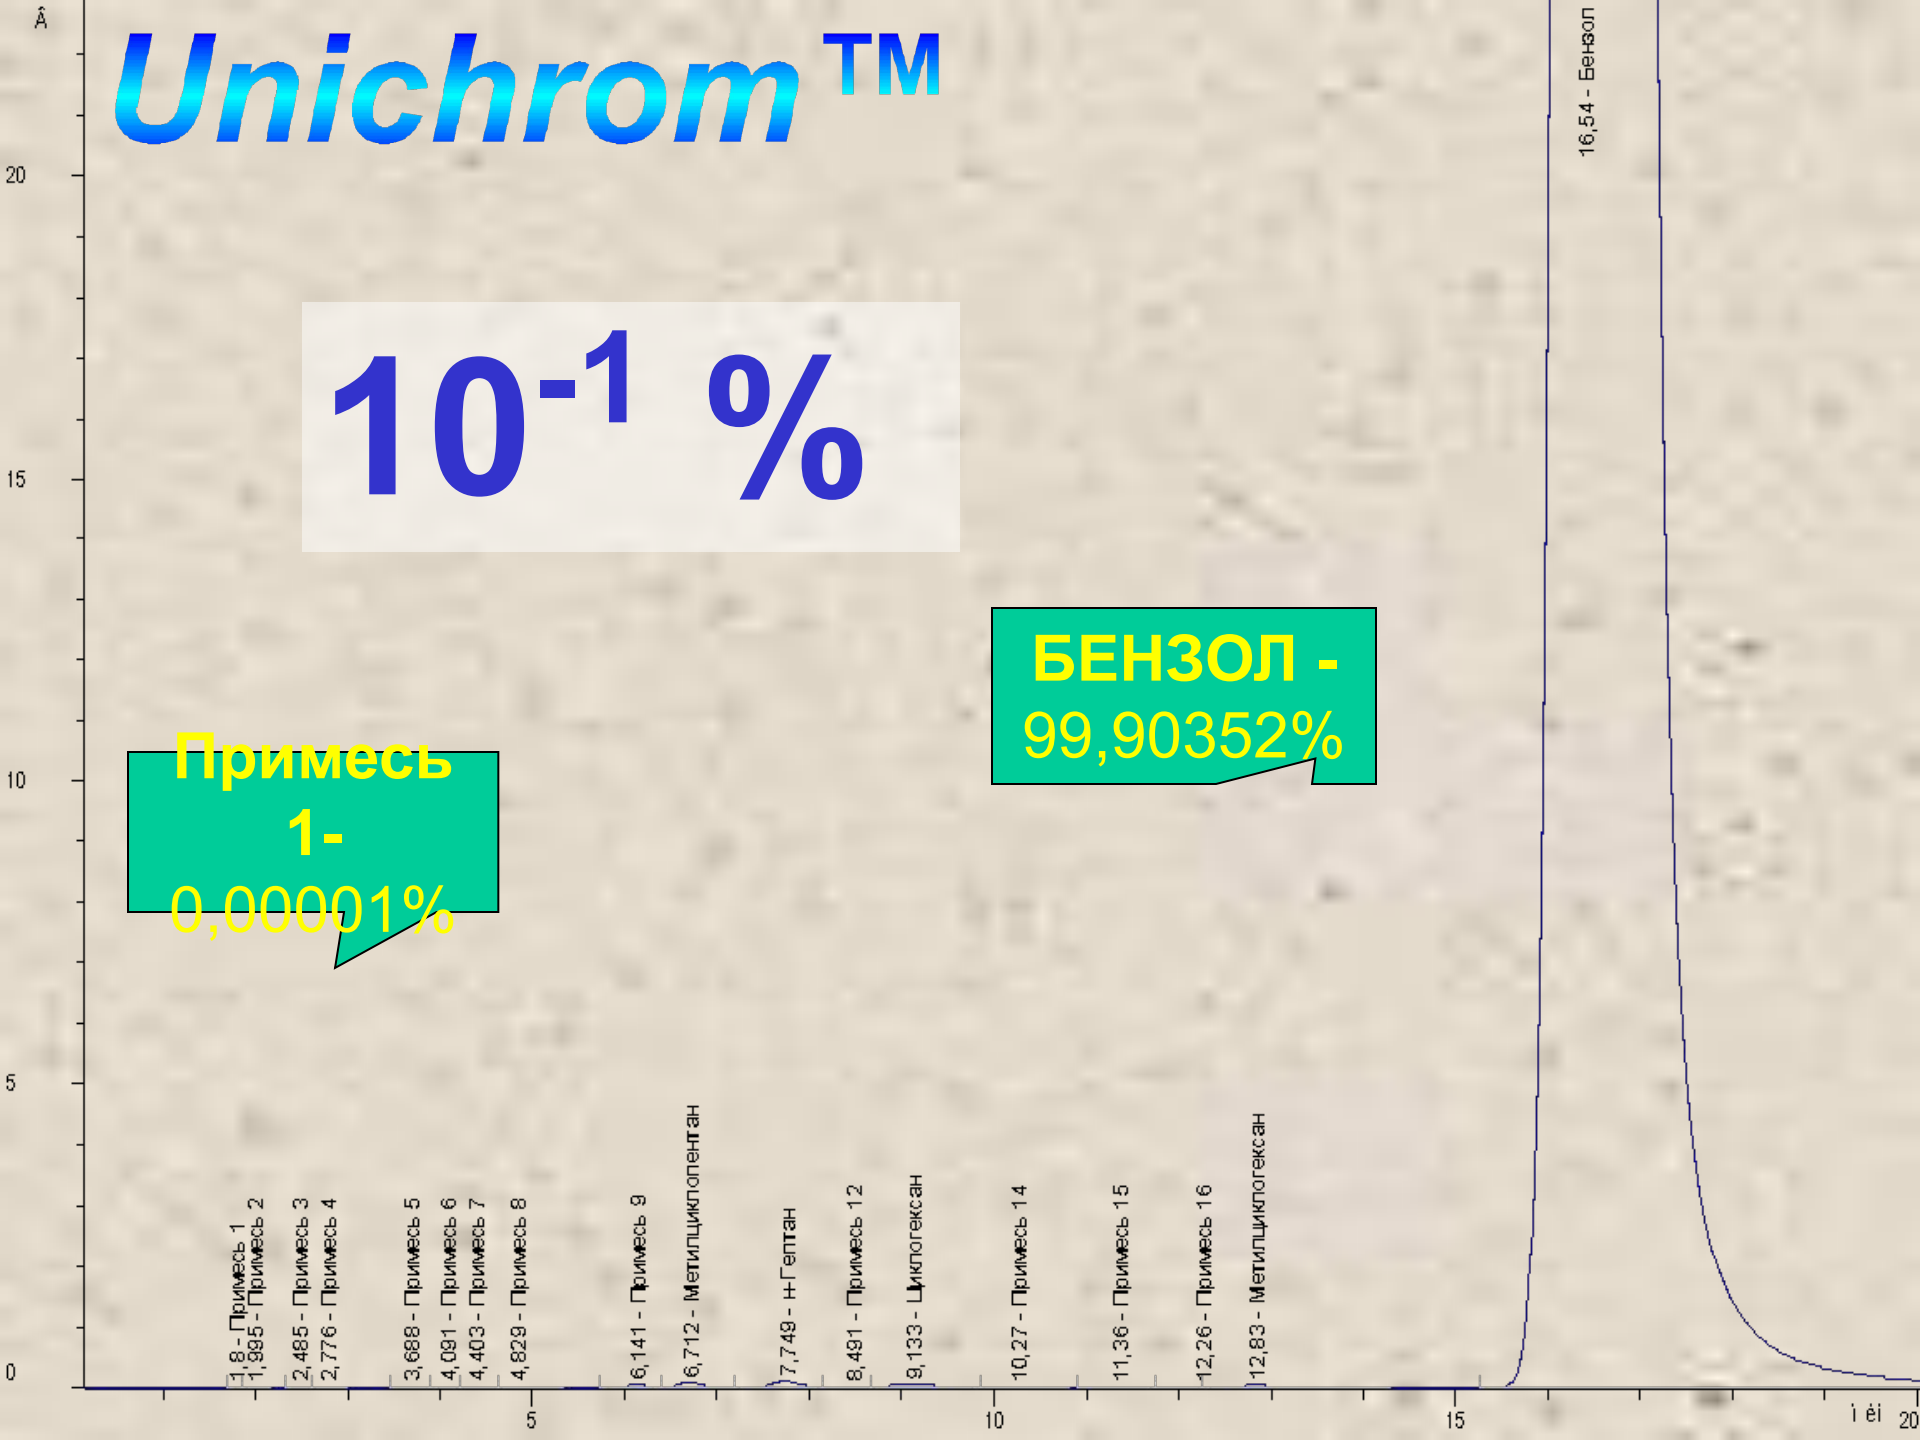 Â
Unichrom™
16,54 - Бензол
20
10⁻¹ %
15
БЕНЗОЛ -
99,90352%
Примесь
1-
0,00001%
10
5
1,8 - Примесь 1
1,995 - Примесь 2
2,485 - Примесь 3
2,776 - Примесь 4
3,688 - Примесь 5
4,091 - Примесь 6
4,403 - Примесь 7
4,829 - Примесь 8
6,141 - Примесь 9
6,712 - Метилциклопентан
7,749 - н-Гептан
8,491 - Примесь 12
9,133 - Циклогексан
10,27 - Примесь 14
11,36 - Примесь 15
12,26 - Примесь 16
12,83 - Метилциклогексан
0
5
10
15
ì êí
20